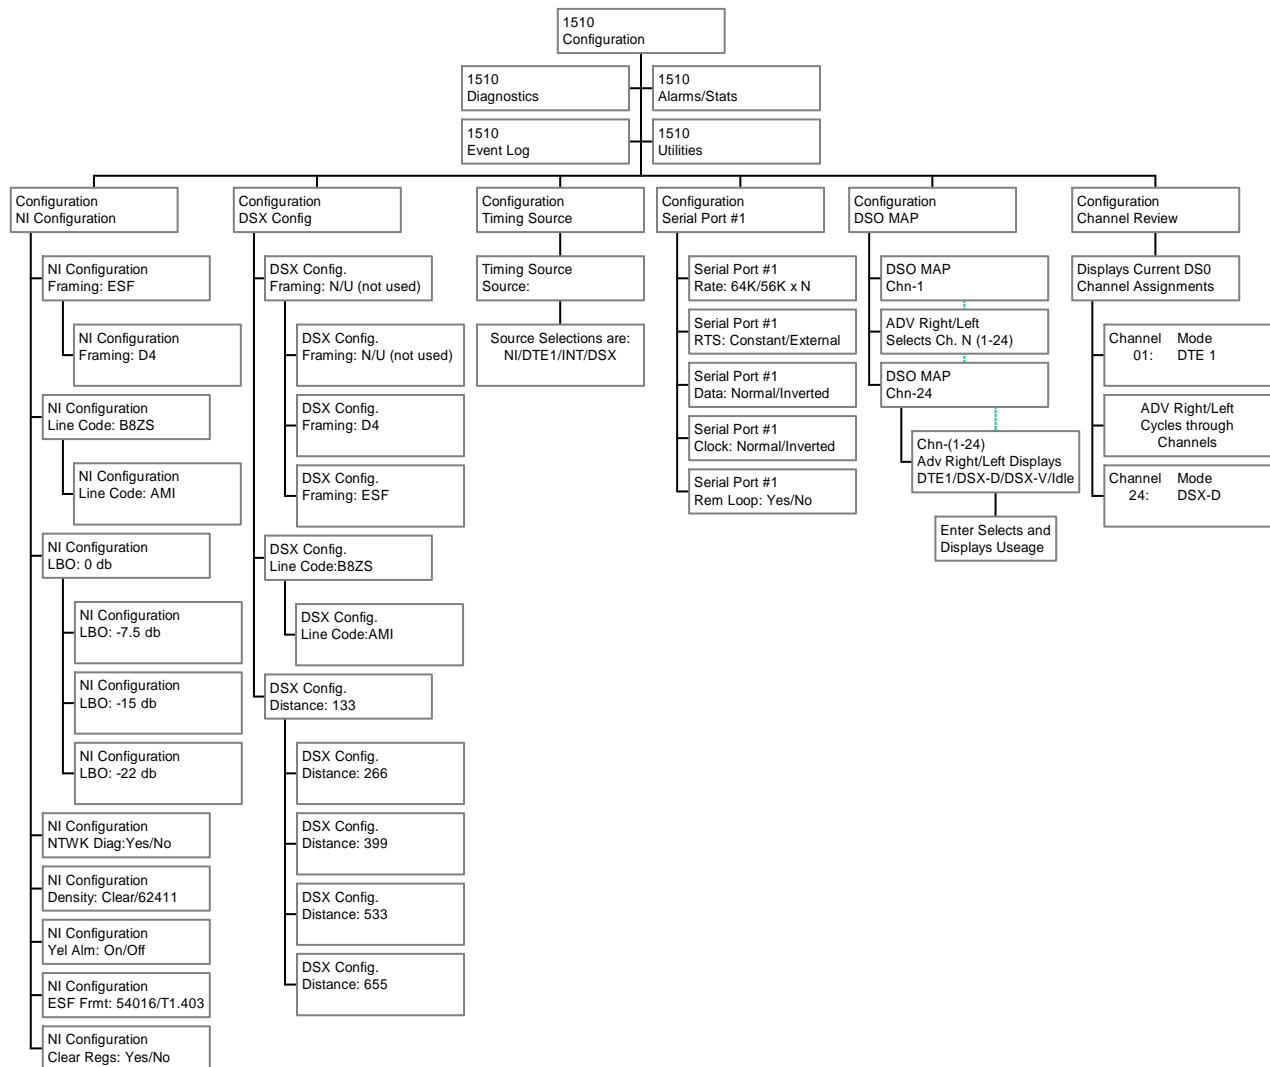 1510
Configuration
1510
Diagnostics
1510
Alarms/Stats
1510
Event Log
1510
Utilities
Configuration
NI Configuration
NI Configuration
Framing: ESF
NI Configuration
Framing: D4
NI Configuration
Line Code: B8ZS
NI Configuration
Line Code: AMI
NI Configuration
LBO: 0 db
NI Configuration
LBO: -7.5 db
NI Configuration
LBO: -15 db
NI Configuration
LBO: -22 db
NI Configuration
NTWK Diag:Yes/No
NI Configuration
Density: Clear/62411
NI Configuration
Yel Alm: On/Off
NI Configuration
ESF Frmt: 54016/T1.403
NI Configuration
Clear Regs: Yes/No
Configuration
DSX Config
DSX Config.
Framing: N/U (not used)
DSX Config.
Framing: N/U (not used)
DSX Config.
Framing: D4
DSX Config.
Framing: ESF
DSX Config.
Line Code:B8ZS
DSX Config.
Line Code:AMI
DSX Config.
Distance: 133
DSX Config.
Distance: 266
DSX Config.
Distance: 399
DSX Config.
Distance: 533
DSX Config.
Distance: 655
Configuration
Timing Source
Timing Source
Source:
Source Selections are:
NI/DTE1/INT/DSX
Configuration
Serial Port #1
Serial Port #1
Rate: 64K/56K x N
Serial Port #1
RTS: Constant/External
Serial Port #1
Data: Normal/Inverted
Serial Port #1
Clock: Normal/Inverted
Serial Port #1
Rem Loop: Yes/No
Configuration
DSO MAP
DSO MAP
Chn-1
ADV Right/Left
Selects Ch. N (1-24)
DSO MAP
Chn-24
Chn-(1-24)
Adv Right/Left Displays
DTE1/DSX-D/DSX-V/Idle
Enter Selects and
Displays Useage
Configuration
Channel Review
Displays Current DS0
Channel Assignments
Channel Mode
01: DTE 1
ADV Right/Left
Cycles through
Channels
Channel Mode
24: DSX-D